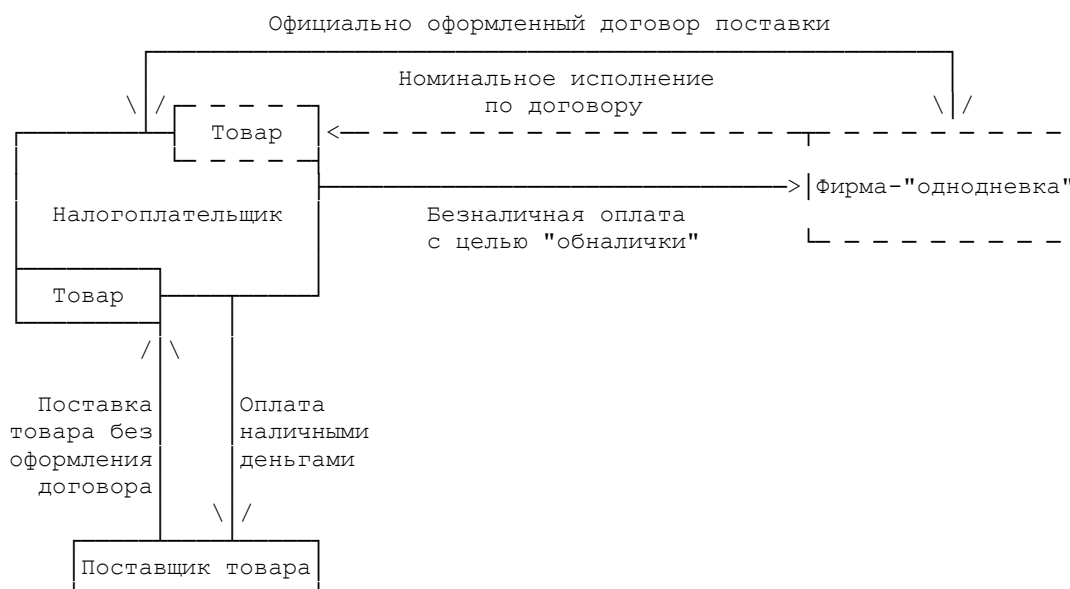 Официально оформленный договор поставки
Номинальное исполнение
по договору
Товар
Фирма-"однодневка"
Налогоплательщик
Безналичная оплата
с целью "обналички"
Товар
Поставка
товара без
оформления
договора
Оплата
наличными
деньгами
Поставщик товара